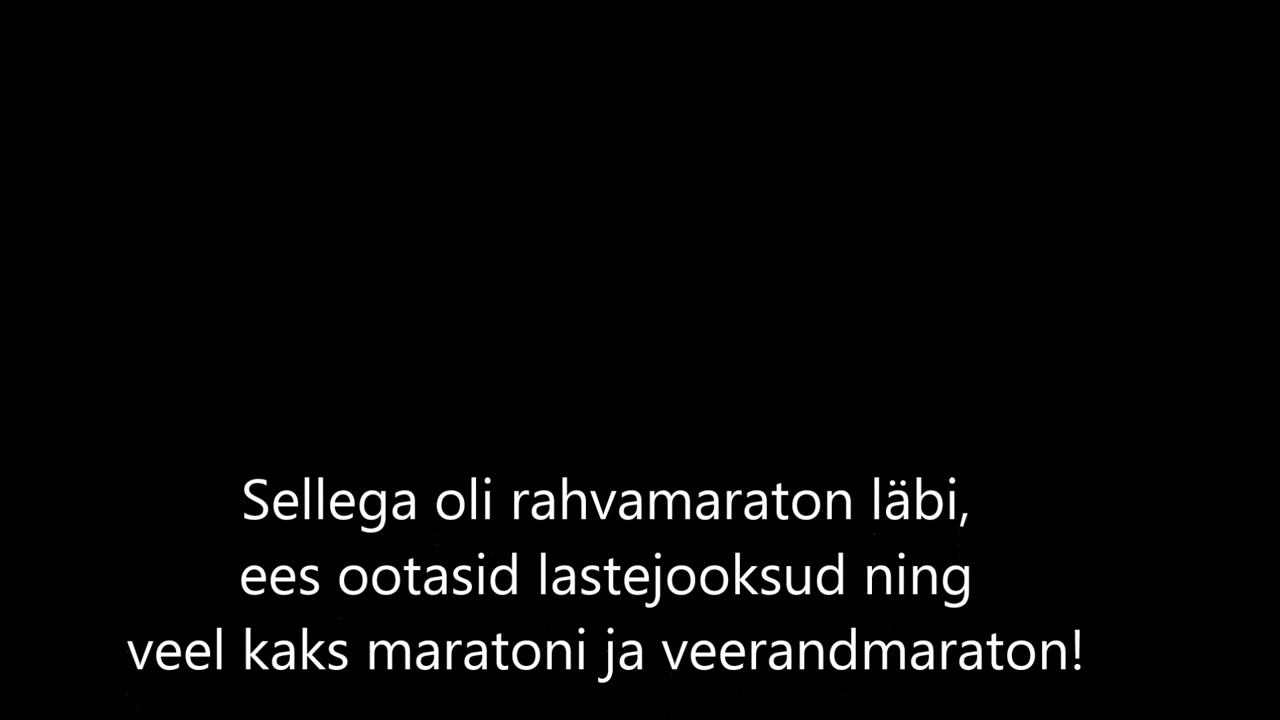 Sellega oli rahvamaraton läbi,
ees ootasid lastejooksud ning
veel kaks maratoni ja veerandmaraton!